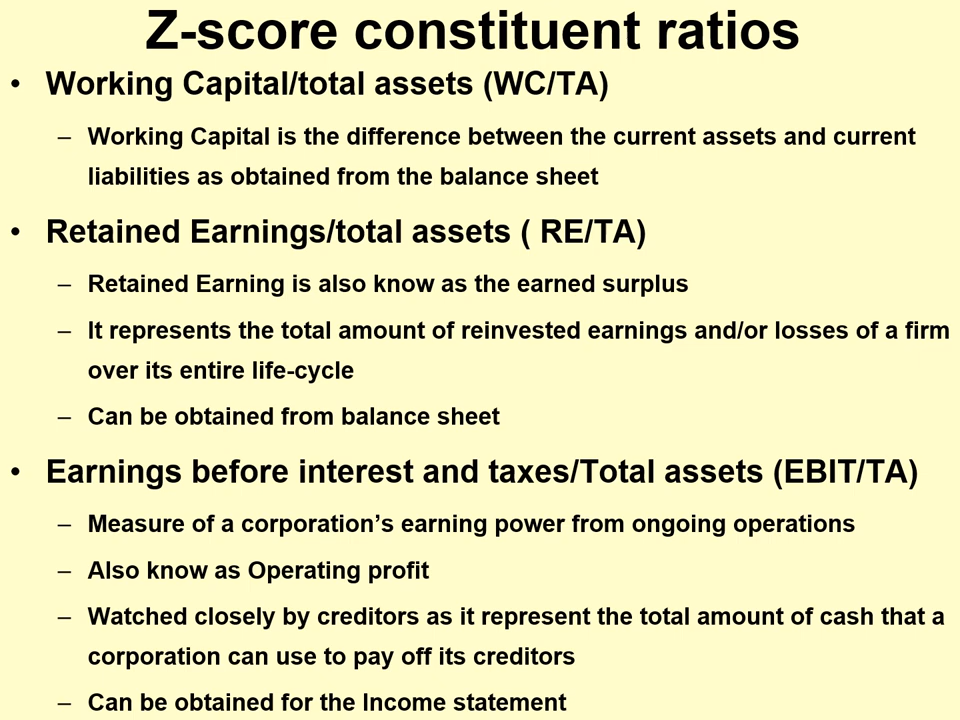 Z-score constituent ratios
• Working Capital/total assets (WC/TA)
– Working Capital is the difference between the current assets and current
liabilities as obtained from the balance sheet
• Retained Earnings/total assets ( RE/TA)
– Retained Earning is also know as the earned surplus
– It represents the total amount of reinvested earnings and/or losses of a firm
over its entire life-cycle
– Can be obtained from balance sheet
• Earnings before interest and taxes/Total assets (EBIT/TA)
– Measure of a corporation’s earning power from ongoing operations
– Also know as Operating profit
– Watched closely by creditors as it represent the total amount of cash that a
corporation can use to pay off its creditors
– Can be obtained for the Income statement